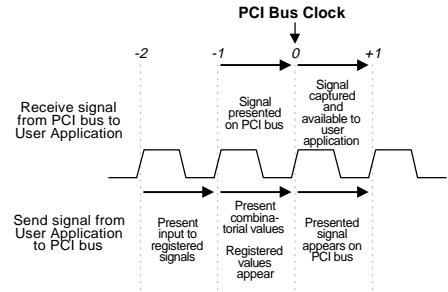 PCI Bus Clock
-2 -1 0 +1
Receive signal
from PCI bus to
User Application
Signal
presented
on PCI bus
Signal
captured
and
available to
user
application
Send signal from
User Application
to PCI bus
Present
input to
registered
signals
Present
combina-
torial values
Registered
values
appear
Presented
signal
appears on
PCI bus